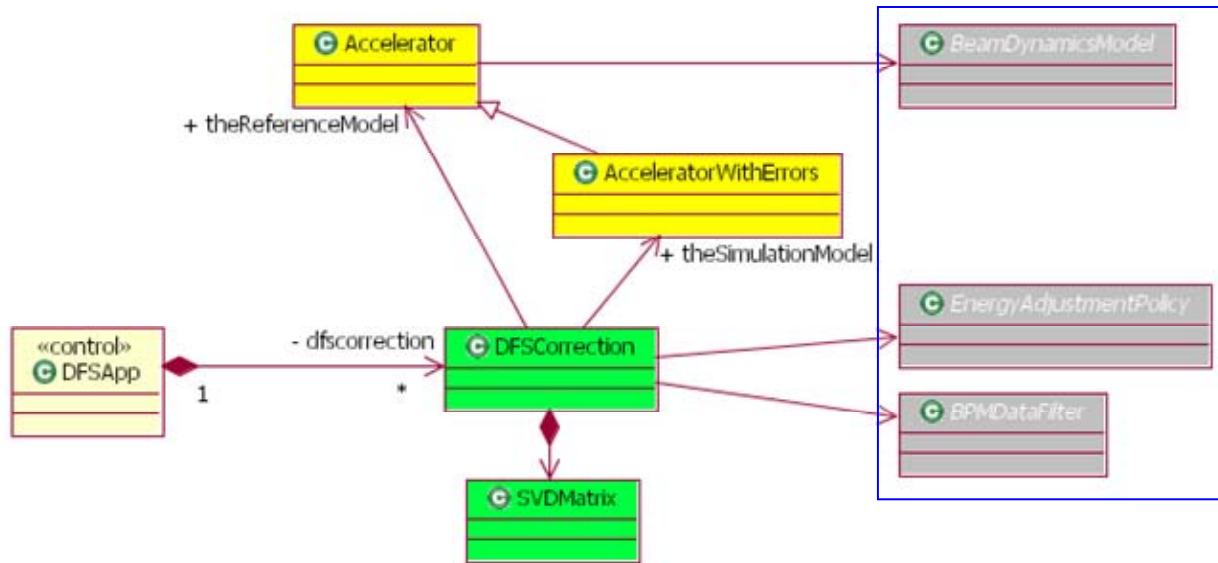 Accelerator
BeamDynamicsModel
+ theReferenceModel
AcceleratorWithErrors
+ theSimulationModel
EnergyAdjustmentPolicy
«control»
DFSApp
- dfscorrection
1
*
DFSCorrection
BPMDataFilter
SVDMatrix